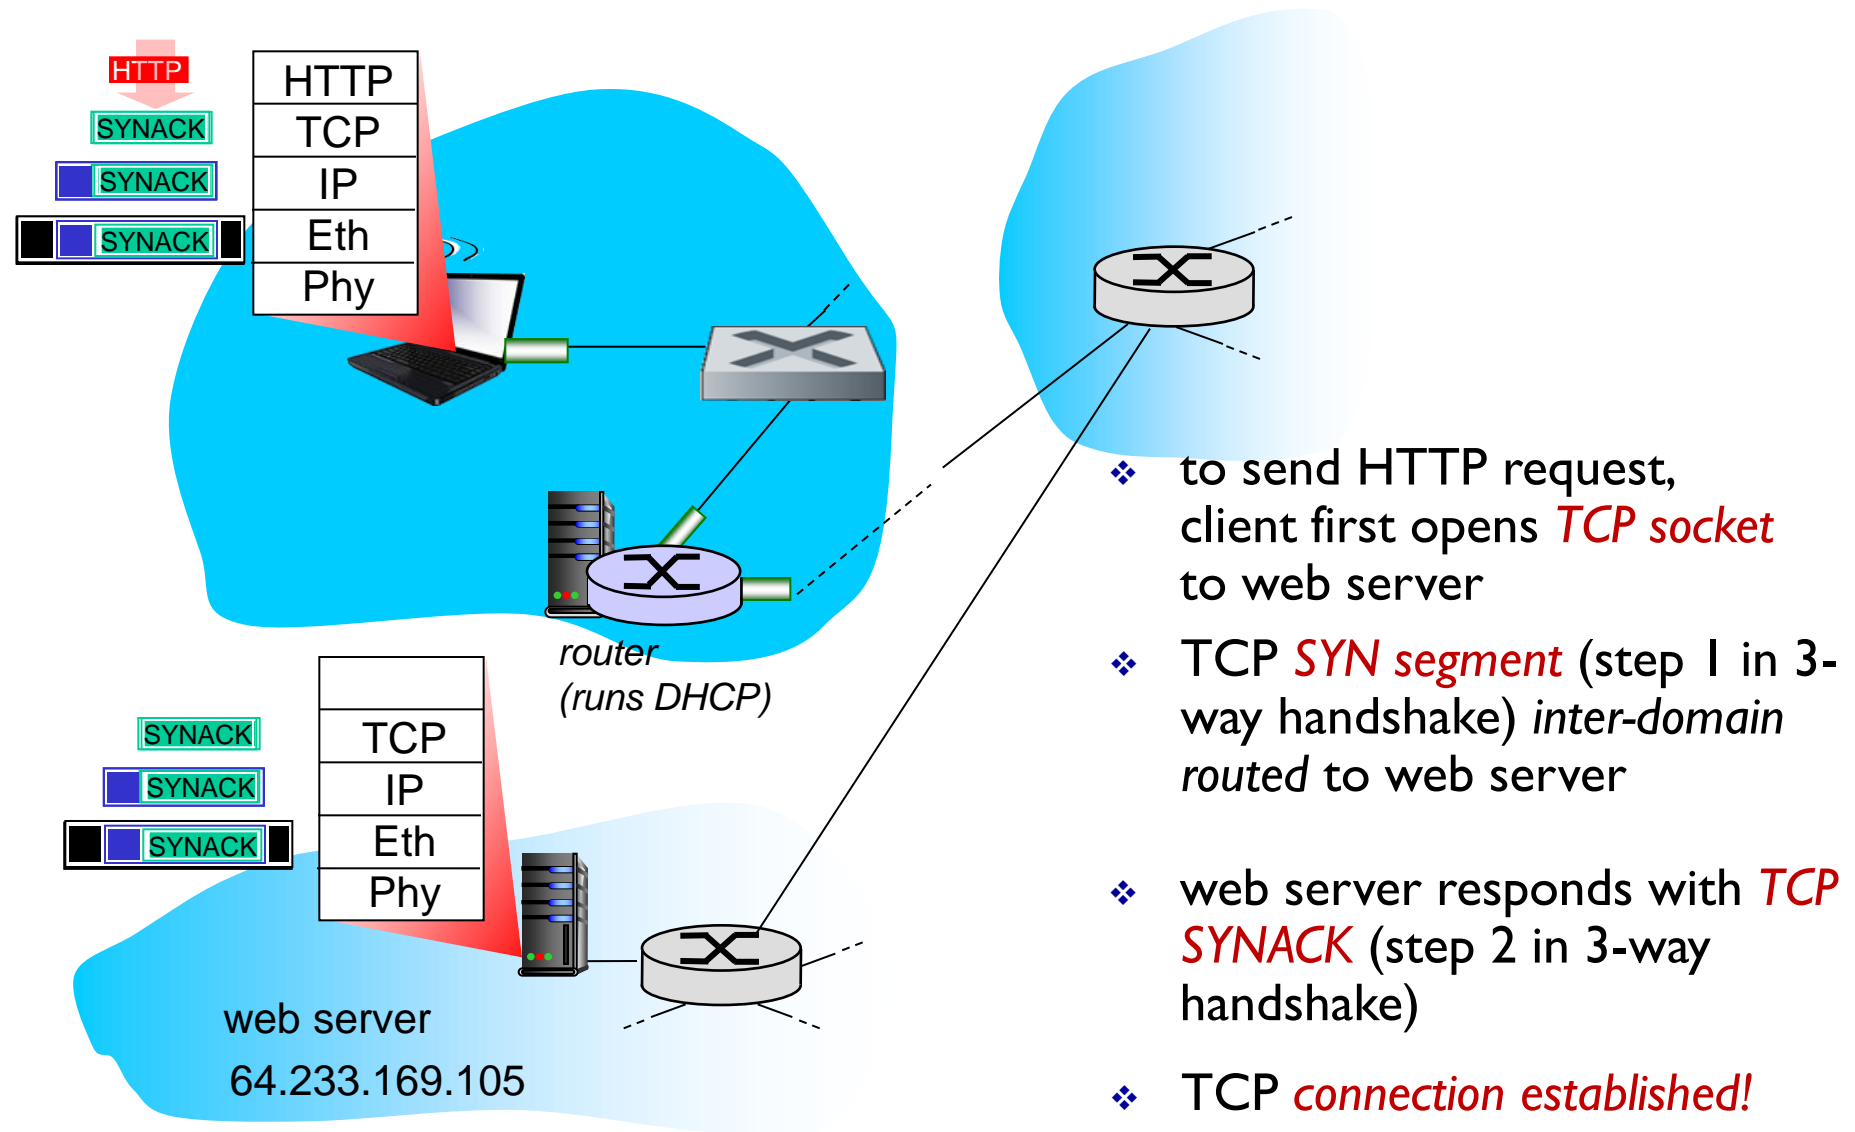 HTTP
SYNACK
SYNACK
SYNACK
HTTP
TCP
IP
Eth
Phy
router
(runs DHCP)
SYNACK
SYNACK
SYNACK
TCP
IP
Eth
Phy
web server
64.233.169.105
to send HTTP request,
client first opens TCP socket
to web server
TCP SYN segment (step 1 in 3-
way handshake) inter-domain
routed to web server
web server responds with TCP
SYNACK (step 2 in 3-way
handshake)
TCP connection established!